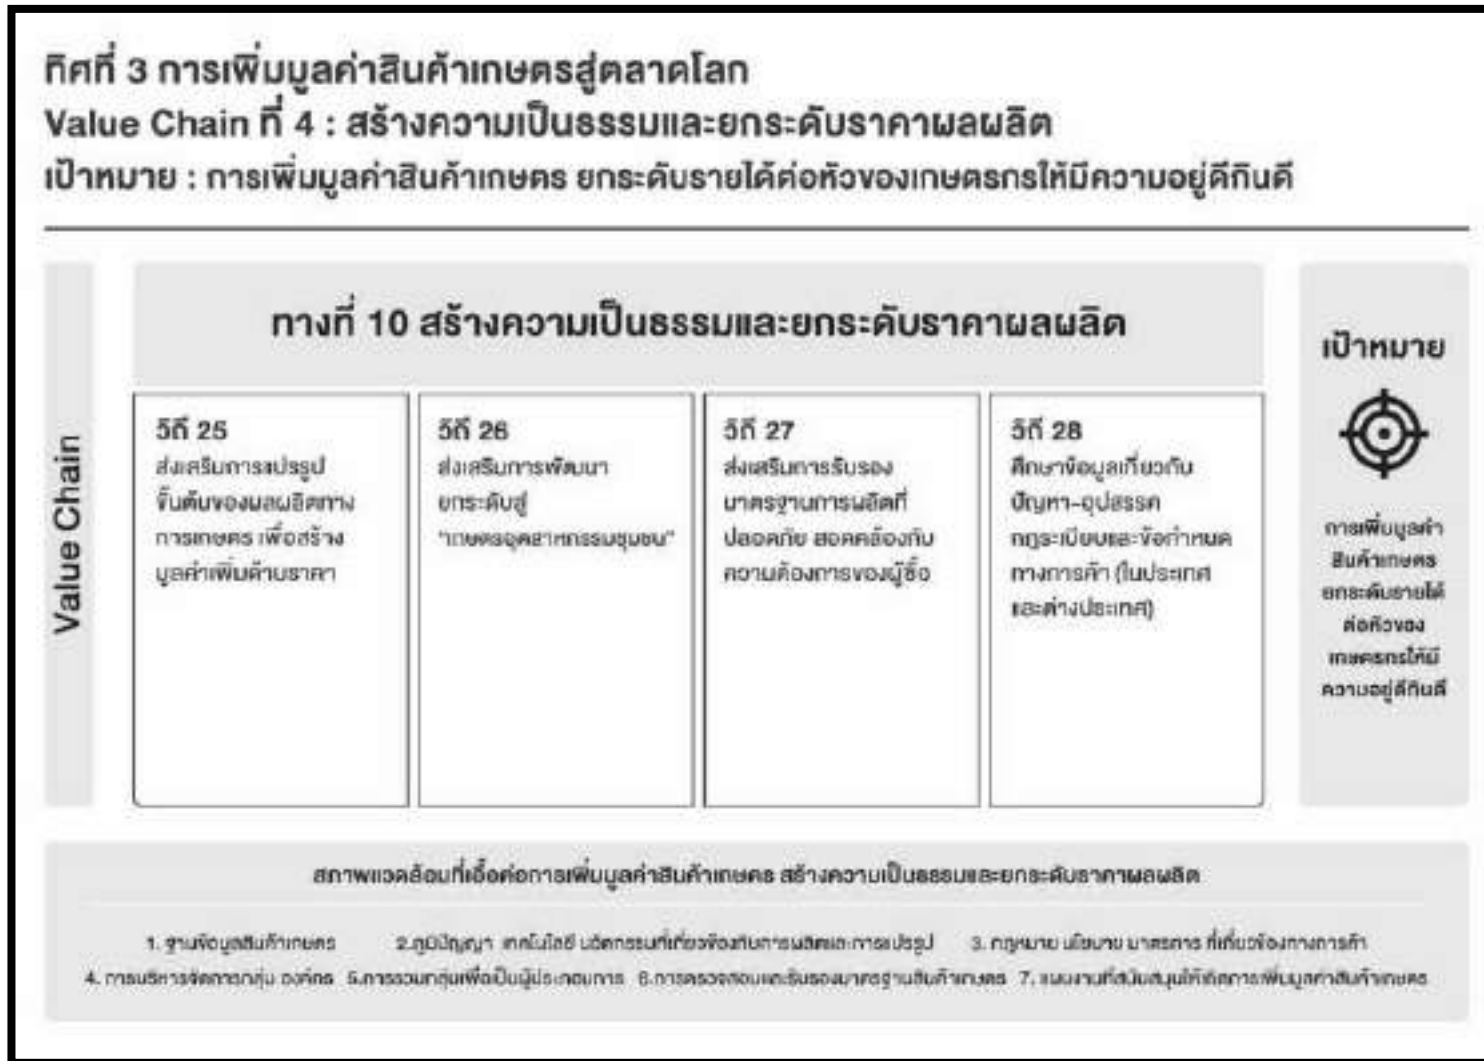 ทิศที่ 3 การเพิ่มมูลค่าสินค้าเกษตรสู่ตลาดโลก
Value Chain ที่ 4 : สร้างความเป็นธรรมและยกระดับราคาผลผลิต
เป้าหมาย : การเพิ่มมูลค่าสินค้าเกษตร ยกระดับรายได้ต่อหัวของเกษตรกรให้มีความอยู่ดีกินดี
Value Chain
ทางที่ 10 สร้างความเป็นธรรมและยกระดับราคาผลผลิต
วิถี 25
ส่งเสริมการแปรรูป
ขั้นต้นของผลผลิตทาง
การเกษตร เพื่อสร้าง
มูลค่าเพิ่มด้านราคา
วิถี 26
ส่งเสริมการพัฒนา
ยกระดับสู่
"เกษตรอุตสาหกรรมชุมชน"
วิถี 27
ส่งเสริมการรับรอง
มาตรฐานการผลิตที่
ปลอดภัย สอดคล้องกับ
ความต้องการของผู้ซื้อ
วิถี 28
ศึกษาข้อมูลเกี่ยวกับ
ปัญหา-อุปสรรค
กฎระเบียบและข้อกำหนด
ทางการค้า (ในประเทศ
และต่างประเทศ)
เป้าหมาย
การเพิ่มมูลค่า
สินค้าเกษตร
ยกระดับรายได้
ต่อหัวของ
เกษตรกรให้มี
ความอยู่ดีกินดี
สภาพแวดล้อมที่เอื้อต่อการเพิ่มมูลค่าสินค้าเกษตร สร้างความเป็นธรรมและยกระดับราคาผลผลิต
1. ฐานข้อมูลสินค้าเกษตร 2.ภูมิปัญญา เทคโนโลยี นวัตกรรมที่เกี่ยวข้องกับการผลิตและการแปรรูป 3. กฎหมาย นโยบาย มาตรการ ที่เกี่ยวข้องทางการค้า
4. การบริหารจัดการกลุ่ม องค์กร 5.การรวมกลุ่มเพื่อเป็นผู้ประกอบการ 6.การตรวจสอบและรับรองมาตรฐานสินค้าเกษตร 7. แผนงานที่สนับสนุนให้เกิดการเพิ่มมูลค่าสินค้าเกษตร